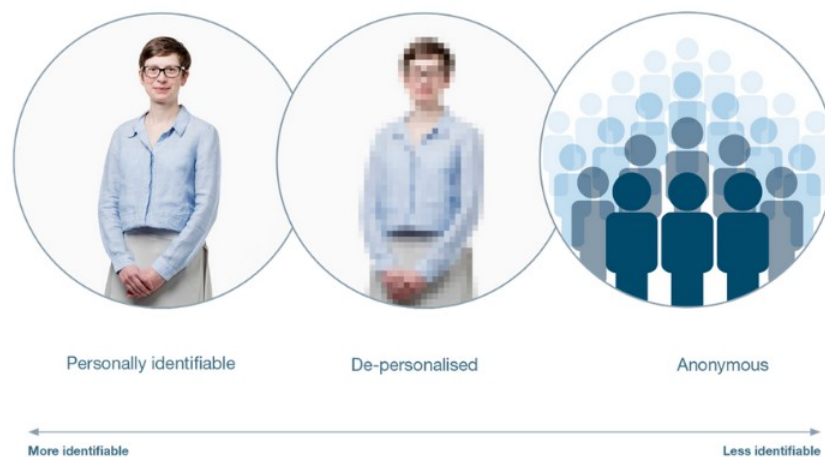 Personally identifiable
De-personalised
Anonymous
More identifiable
Less identifiable